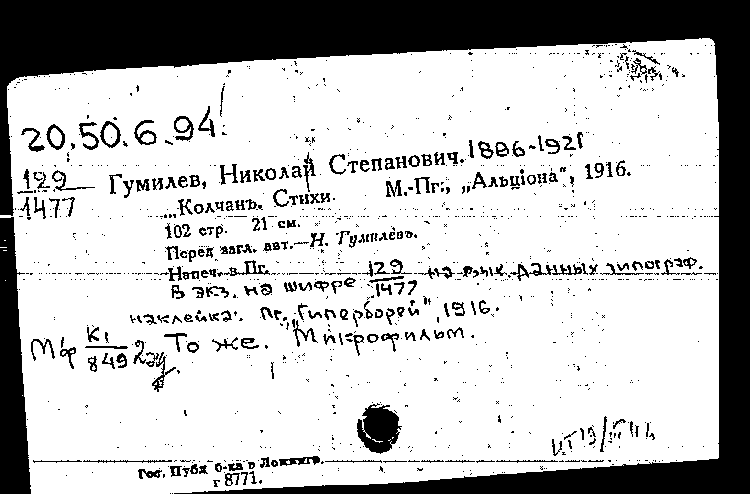 20.50.6.94.
129 Гумилев, Николай Степанович. 1886-1921
1477 „Колчанъ. Стихи. М.-Пг., „Альціона“, 1916.
102 стр. 21 см.
Перед загл. авт.—Н. Гумилевъ.
Напеч. в Пг.
В экз. на шифре 129/1477 на вых. данных типограф.
наклейка: Пг., „Гиперборей“, 1916.
М/ф К1/849 2эу То же. Микрофильм.
Гос. Публ б-ка в Ленингр.
г 8771.